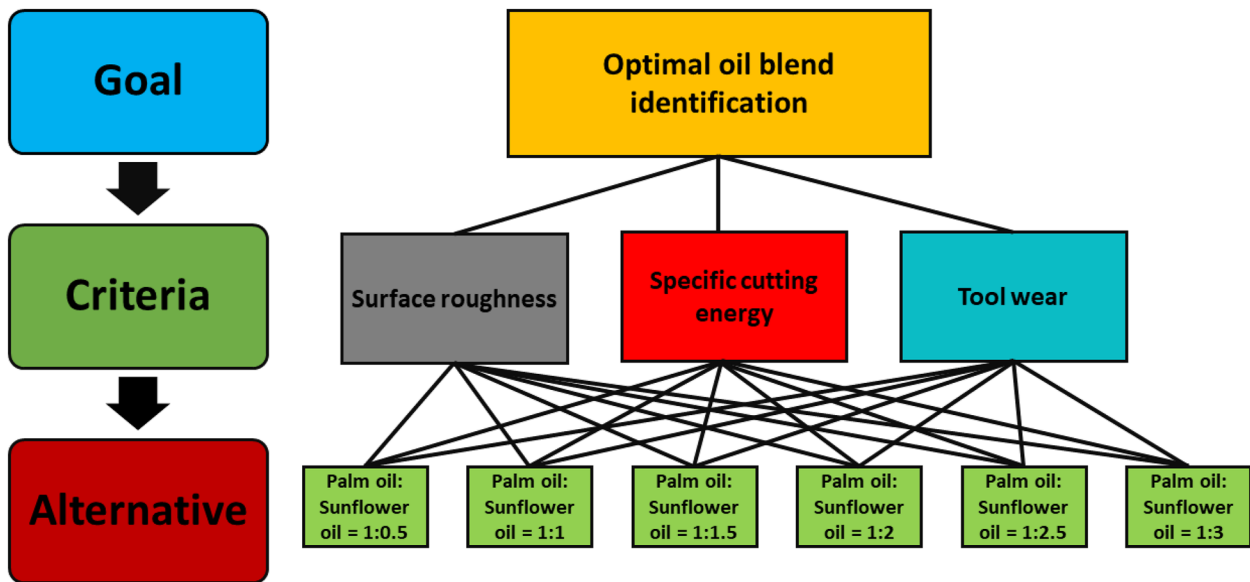 Goal
Optimal oil blend
identification
Criteria
Surface roughness
Specific cutting
energy
Tool wear
Alternative
Palm oil:
Sunflower
oil = 1:0.5
Palm oil:
Sunflower
oil = 1:1
Palm oil:
Sunflower
oil = 1:1.5
Palm oil:
Sunflower
oil = 1:2
Palm oil:
Sunflower
oil = 1:2.5
Palm oil:
Sunflower
oil = 1:3